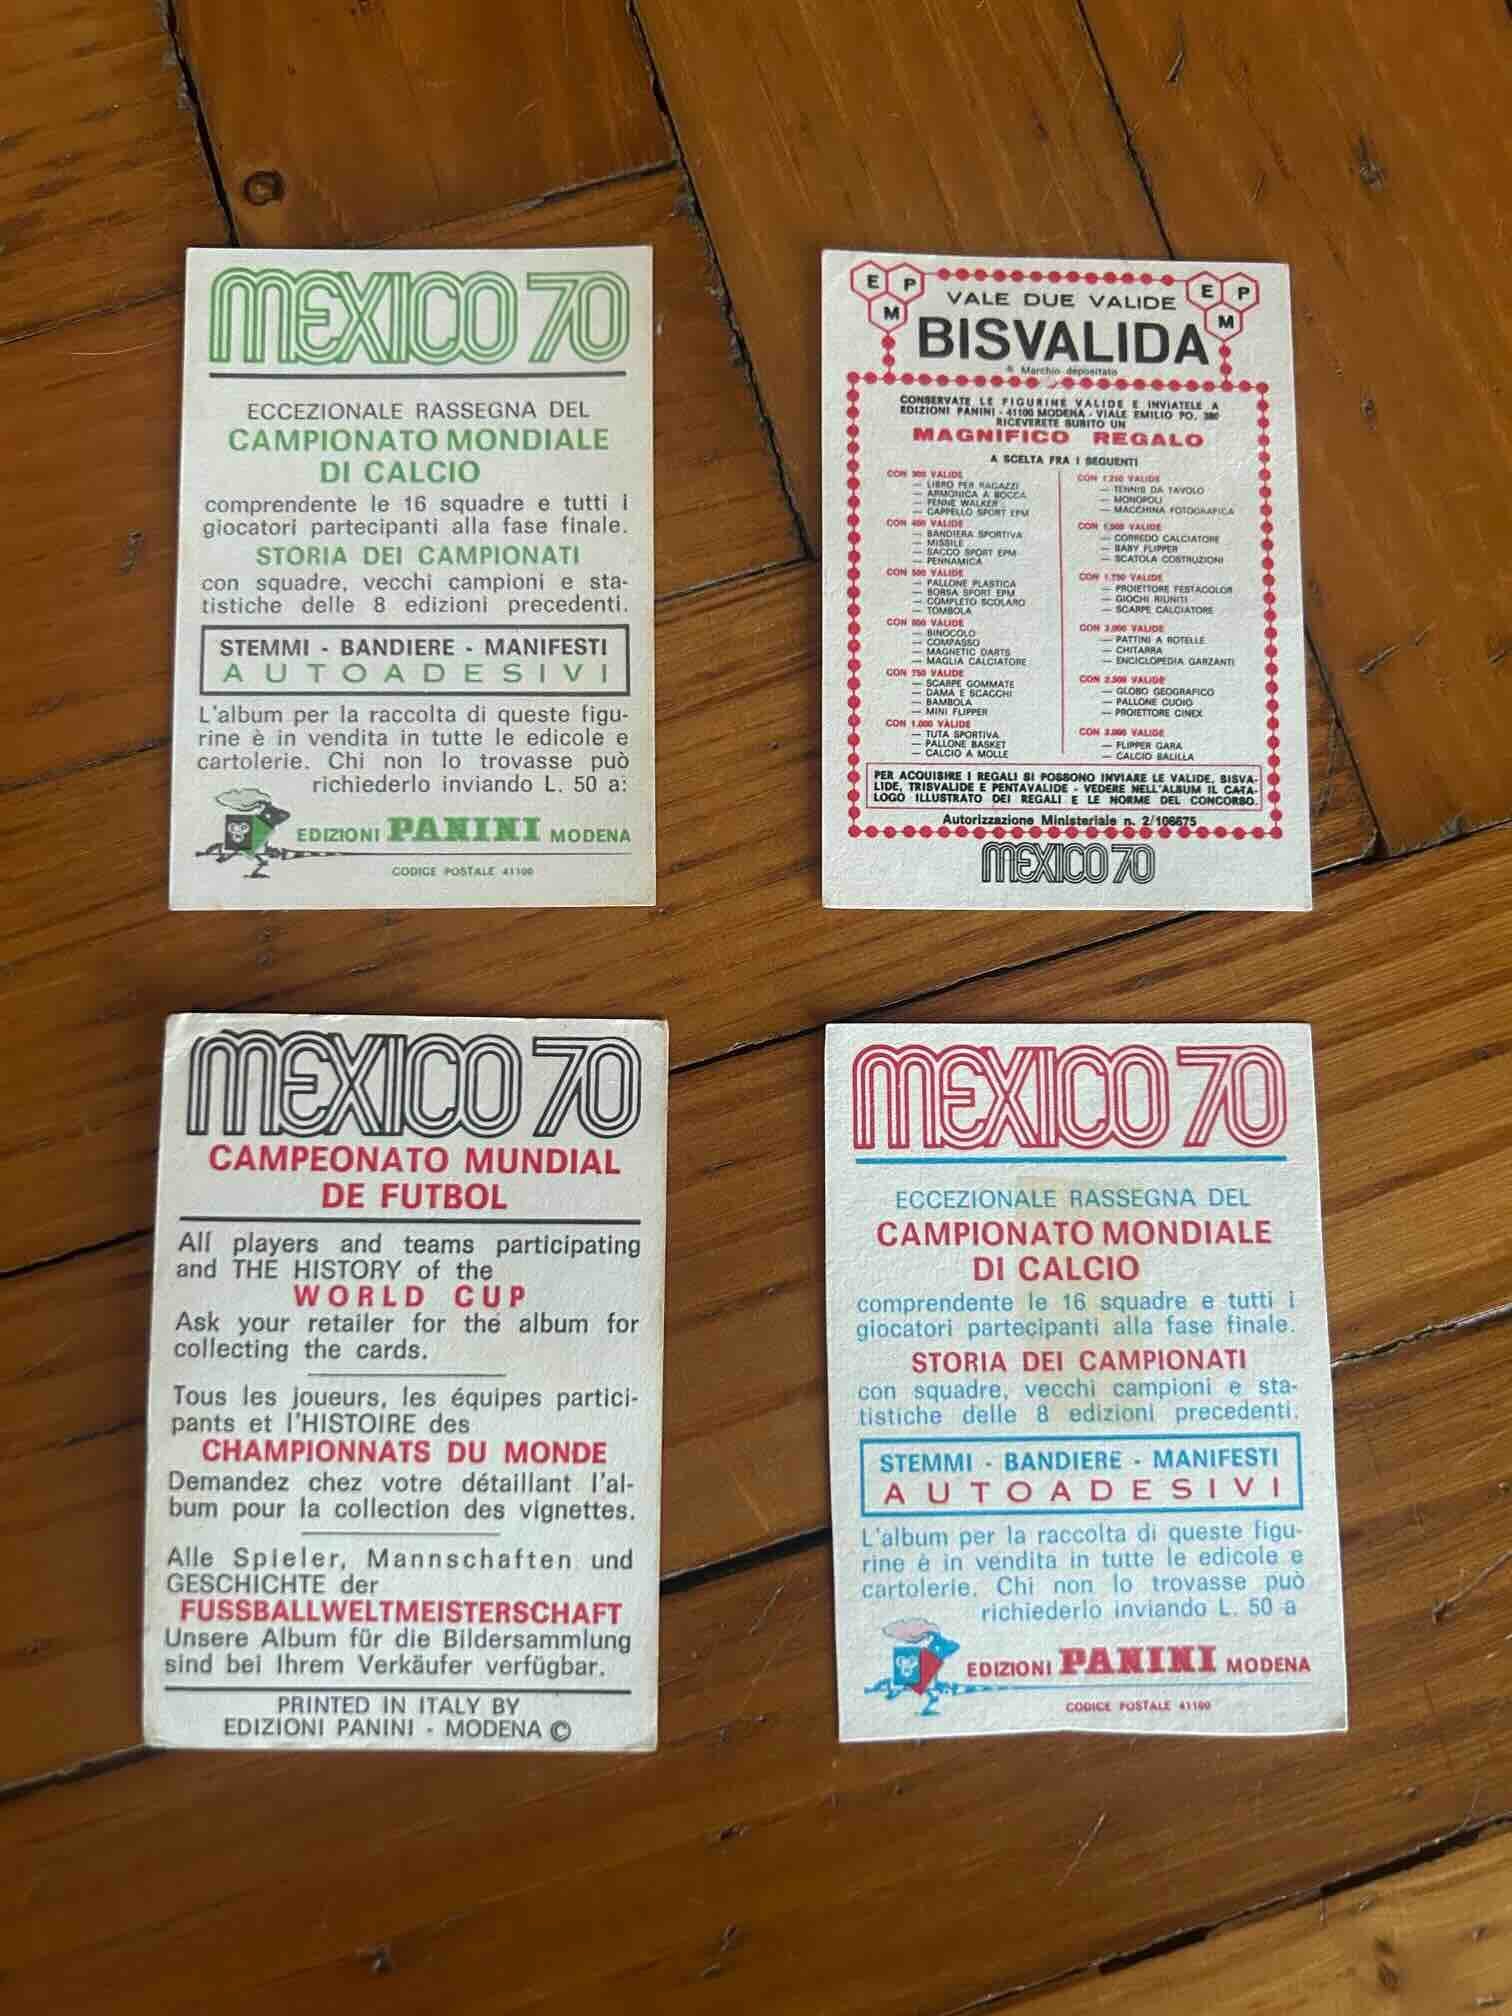 MEXICO 70
ECCEZIONALE RASSEGNA DEL
CAMPIONATO MONDIALE
DI CALCIO
comprendente le 16 squadre e tutti i
giocatori partecipanti alla fase finale.
STORIA DEI CAMPIONATI
con squadre, vecchi campioni e sta-
tistiche delle 8 edizioni precedenti.
STEMMI - BANDIERE - MANIFESTI
AUTOADESIVI
L'album per la raccolta di queste figu-
rine è in vendita in tutte le edicole e
cartolerie. Chi non lo trovasse può
richiederlo inviando L. 50 a:
EDIZIONI PANINI MODENA
CODICE POSTALE 41100
E P M
E P M
VALE DUE VALIDE
BISVALIDA
® Marchio depositato
CONSERVATE LE FIGURINE VALIDE E INVIATELE A
EDIZIONI PANINI - 41100 MODENA - VIALE EMILIO PO, 380
RICEVERETE SUBITO UN
MAGNIFICO REGALO
A SCELTA FRA I SEGUENTI
CON 300 VALIDE
— LIBRO PER RAGAZZI
— ARMONICA A BOCCA
— PENNE WALKER
— CAPPELLO SPORT EPM
CON 400 VALIDE
— BANDIERA SPORTIVA
— MISSILE
— SACCO SPORT EPM
— PENNAMICA
CON 500 VALIDE
— PALLONE PLASTICA
— BORSA SPORT EPM
— COMPLETO SCOLARO
— TOMBOLA
CON 600 VALIDE
— BINOCOLO
— COMPASSO
— MAGNETIC DARTS
— MAGLIA CALCIATORE
CON 750 VALIDE
— SCARPE GOMMATE
— DAMA E SCACCHI
— BAMBOLA
— MINI FLIPPER
CON 1.000 VALIDE
— TUTA SPORTIVA
— PALLONE BASKET
— CALCIO A MOLLE
CON 1.250 VALIDE
— TENNIS DA TAVOLO
— MONOPOLI
— MACCHINA FOTOGRAFICA
CON 1.500 VALIDE
— CORREDO CALCIATORE
— BABY FLIPPER
— SCATOLA COSTRUZIONI
CON 1.750 VALIDE
— PROIETTORE FESTACOLOR
— GIOCHI RIUNITI
— SCARPE CALCIATORE
CON 2.000 VALIDE
— PATTINI A ROTELLE
— CHITARRA
— ENCICLOPEDIA GARZANTI
CON 2.500 VALIDE
— GLOBO GEOGRAFICO
— PALLONE CUOIO
— PROIETTORE CINEX
CON 3.000 VALIDE
— FLIPPER GARA
— CALCIO BALILLA
PER ACQUISIRE I REGALI SI POSSONO INVIARE LE VALIDE, BISVA-
LIDE, TRISVALIDE E PENTAVALIDE - VEDERE NELL'ALBUM IL CATA-
LOGO ILLUSTRATO DEI REGALI E LE NORME DEL CONCORSO.
Autorizzazione Ministeriale n. 2/106675
MEXICO 70
MEXICO 70
CAMPEONATO MUNDIAL
DE FUTBOL
All players and teams participating
and THE HISTORY of the
WORLD CUP
Ask your retailer for the album for
collecting the cards.
Tous les joueurs, les équipes partici-
pants et l'HISTOIRE des
CHAMPIONNATS DU MONDE
Demandez chez votre détaillant l'al-
bum pour la collection des vignettes.
Alle Spieler, Mannschaften und
GESCHICHTE der
FUSSBALLWELTMEISTERSCHAFT
Unsere Album für die Bildersammlung
sind bei Ihrem Verkäufer verfügbar.
PRINTED IN ITALY BY
EDIZIONI PANINI - MODENA ©
MEXICO 70
ECCEZIONALE RASSEGNA DEL
CAMPIONATO MONDIALE
DI CALCIO
comprendente le 16 squadre e tutti i
giocatori partecipanti alla fase finale.
STORIA DEI CAMPIONATI
con squadre, vecchi campioni e sta-
tistiche delle 8 edizioni precedenti.
STEMMI - BANDIERE - MANIFESTI
AUTOADESIVI
L'album per la raccolta di queste figu-
rine è in vendita in tutte le edicole e
cartolerie. Chi non lo trovasse può
richiederlo inviando L. 50 a
EDIZIONI PANINI MODENA
CODICE POSTALE 41100